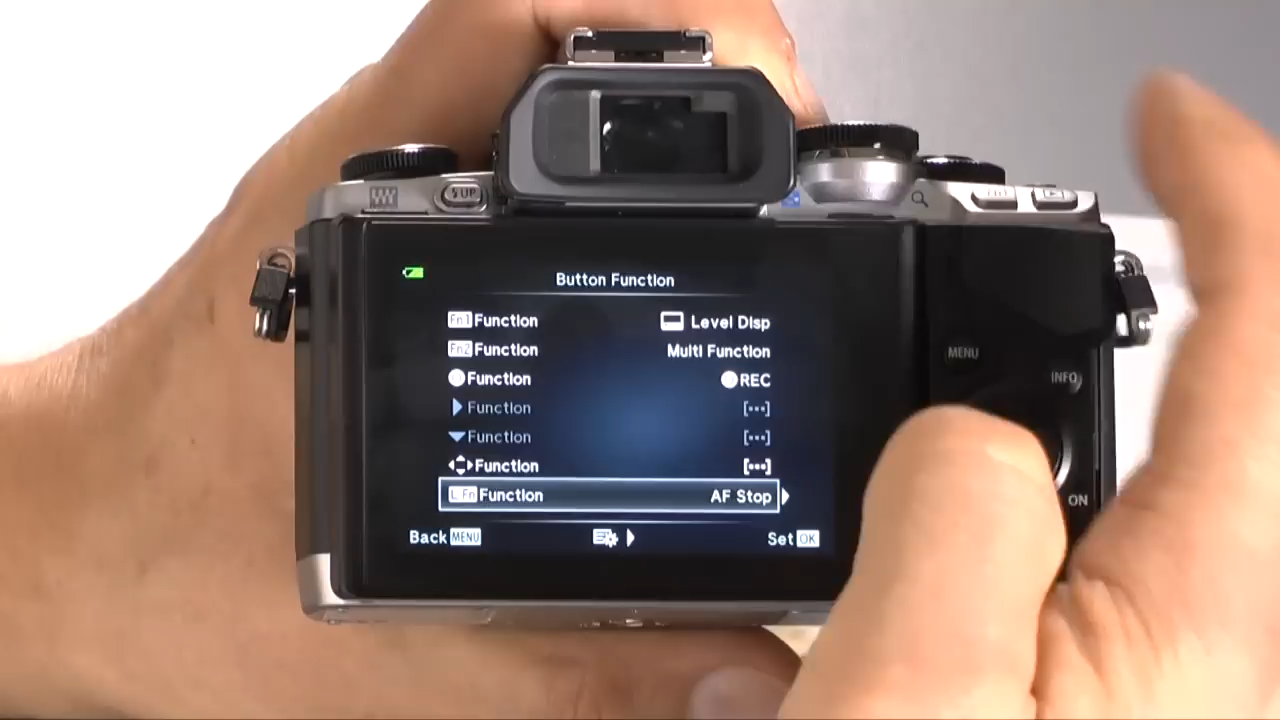 UP
Button Function
Fn1 Function Level Disp
Fn2 Function Multi Function
Function REC
Function [•••]
Function [•••]
Function [•••]
L Fn Function AF Stop
Back MENU Set OK
MENU
INFO
ON